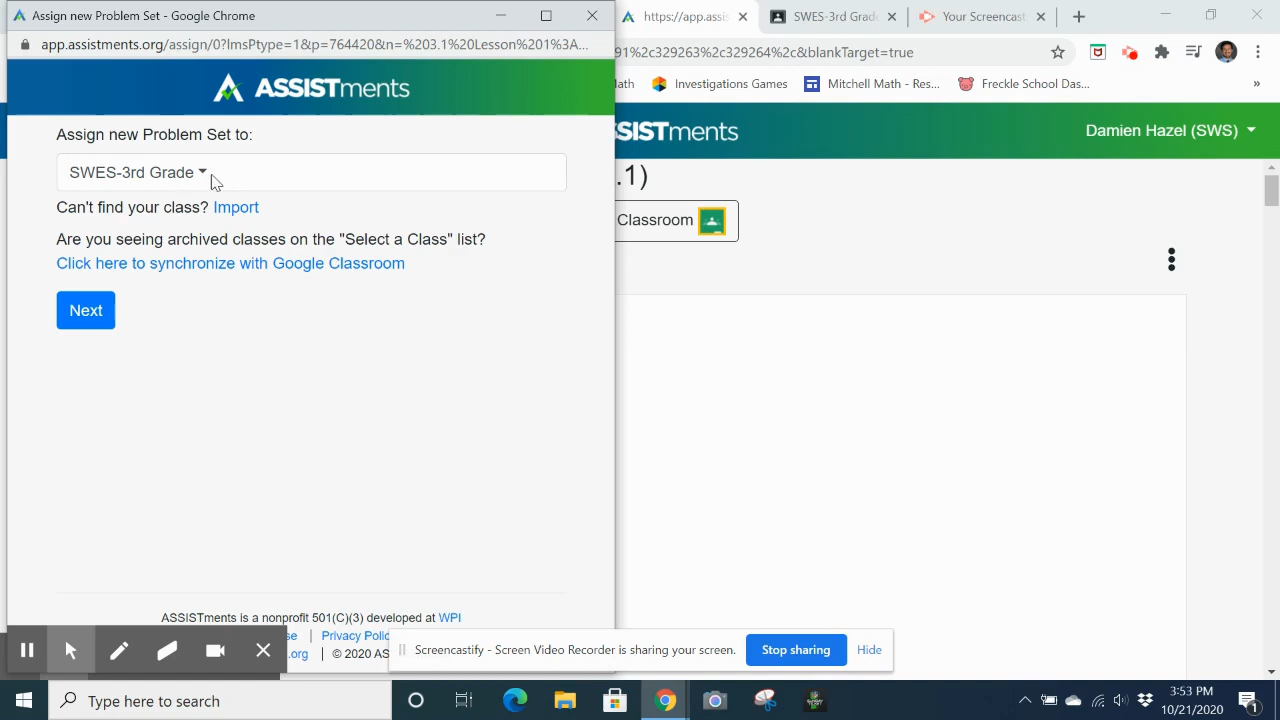 Assign new Problem Set - Google Chrome
https://app.assis
SWES-3rd Grade
Your Screencast
app.assistments.org/assign/0?lmsPtype=1&p=764420&n=%203.1%20Lesson%201%3A...
91%2c329263%2c329264%2c&blankTarget=true
ath
Investigations Games
Mitchell Math - Res...
Freckle School Das...
»
ASSISTments
SISTments
Damien Hazel (SWS)
Assign new Problem Set to:
SWES-3rd Grade
Can't find your class? Import
Are you seeing archived classes on the "Select a Class" list?
Click here to synchronize with Google Classroom
Next
.1)
Classroom
ASSISTments is a nonprofit 501(C)(3) developed at WPI
se | Privacy Polic
.org | © 2020 AS
Screencastify - Screen Video Recorder is sharing your screen.
Stop sharing
Hide
Type here to search
3:53 PM
10/21/2020
1